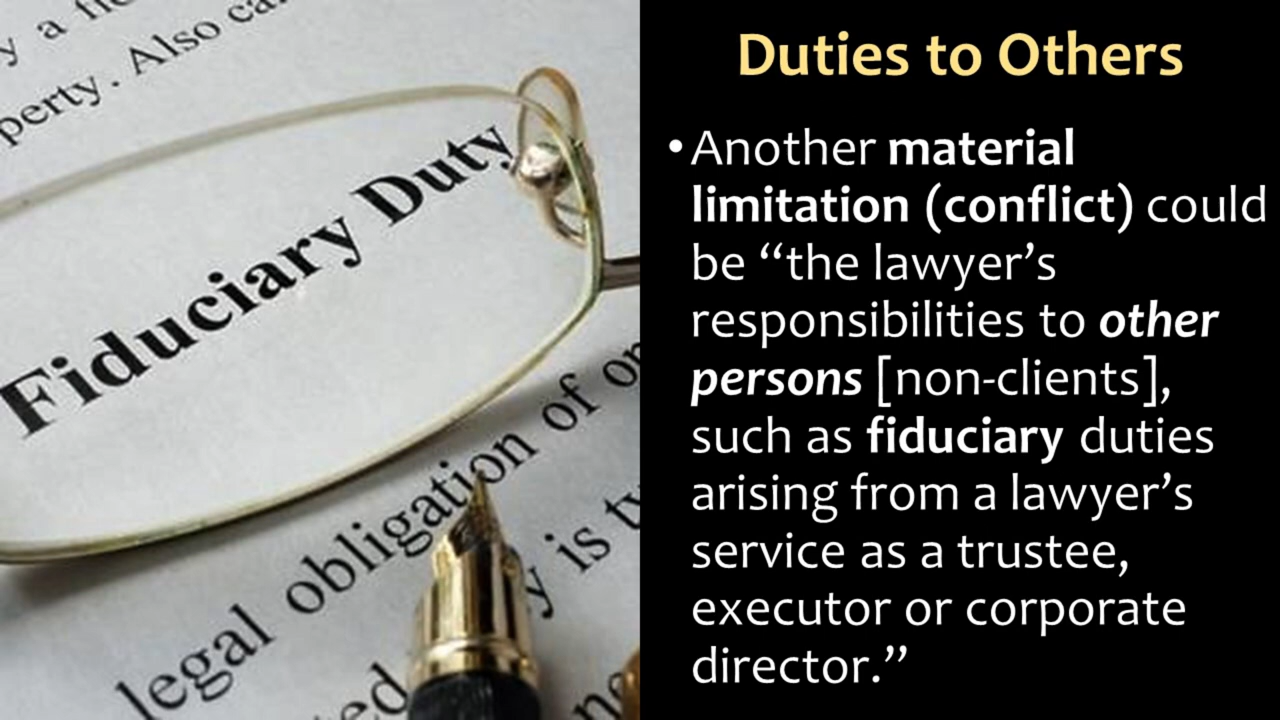 y a
perty. Also
Fiduciary Duty
legal obligation of
is
Duties to Others
•Another material
limitation (conflict) could
be “the lawyer’s
responsibilities to other
persons [non-clients],
such as fiduciary duties
arising from a lawyer’s
service as a trustee,
executor or corporate
director.”